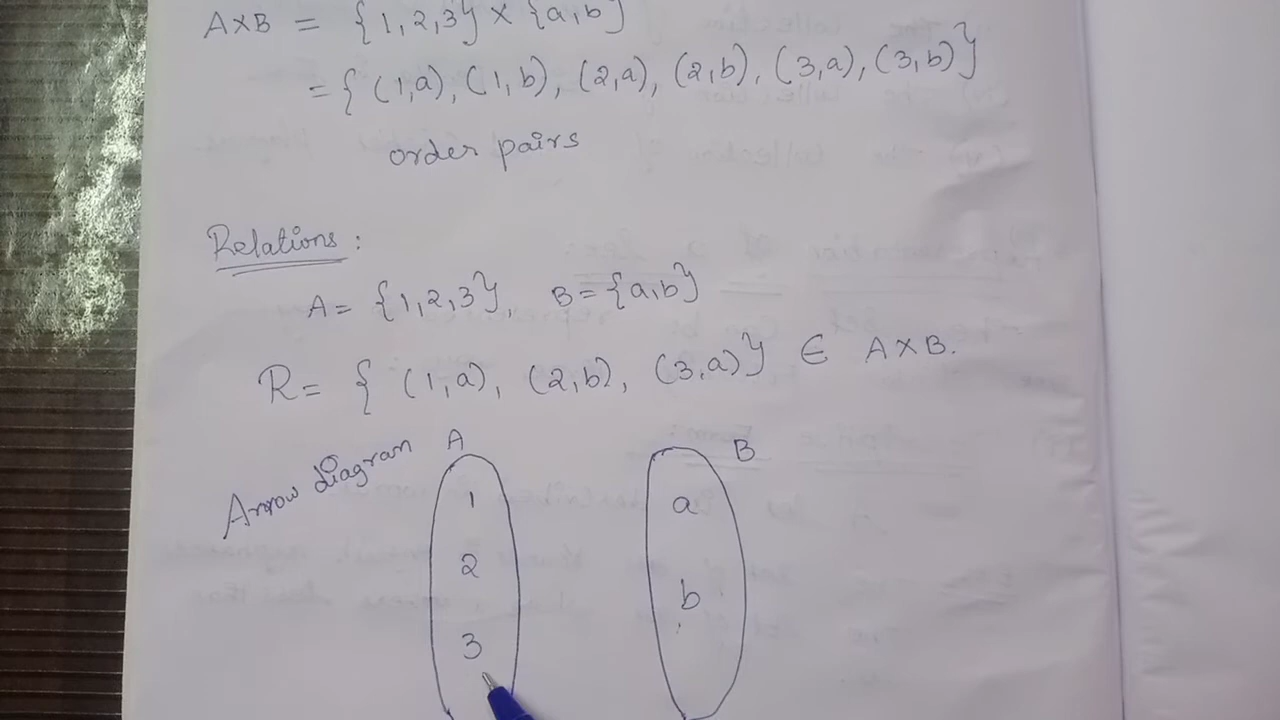 A×B = {1,2,3} × {a,b}
= { (1,a), (1,b), (2,a), (2,b), (3,a), (3,b)}
order pairs
Relations :
A = {1,2,3}, B = {a,b}
R = { (1,a), (2,b), (3,a)} ∈ A×B.
Arrow diagram A B
1 a
2 b
3